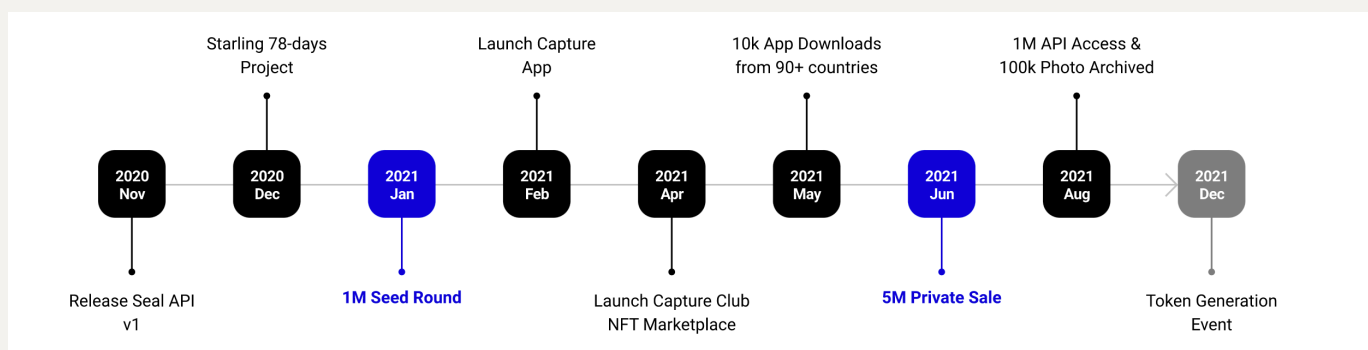 Starling 78-days
Project
Launch Capture
App
10k App Downloads
from 90+ countries
1M API Access &
100k Photo Archived
2020
Nov
2020
Dec
2021
Jan
2021
Feb
2021
Apr
2021
May
2021
Jun
2021
Aug
2021
Dec
Release Seal API
v1
1M Seed Round
Launch Capture Club
NFT Marketplace
5M Private Sale
Token Generation
Event